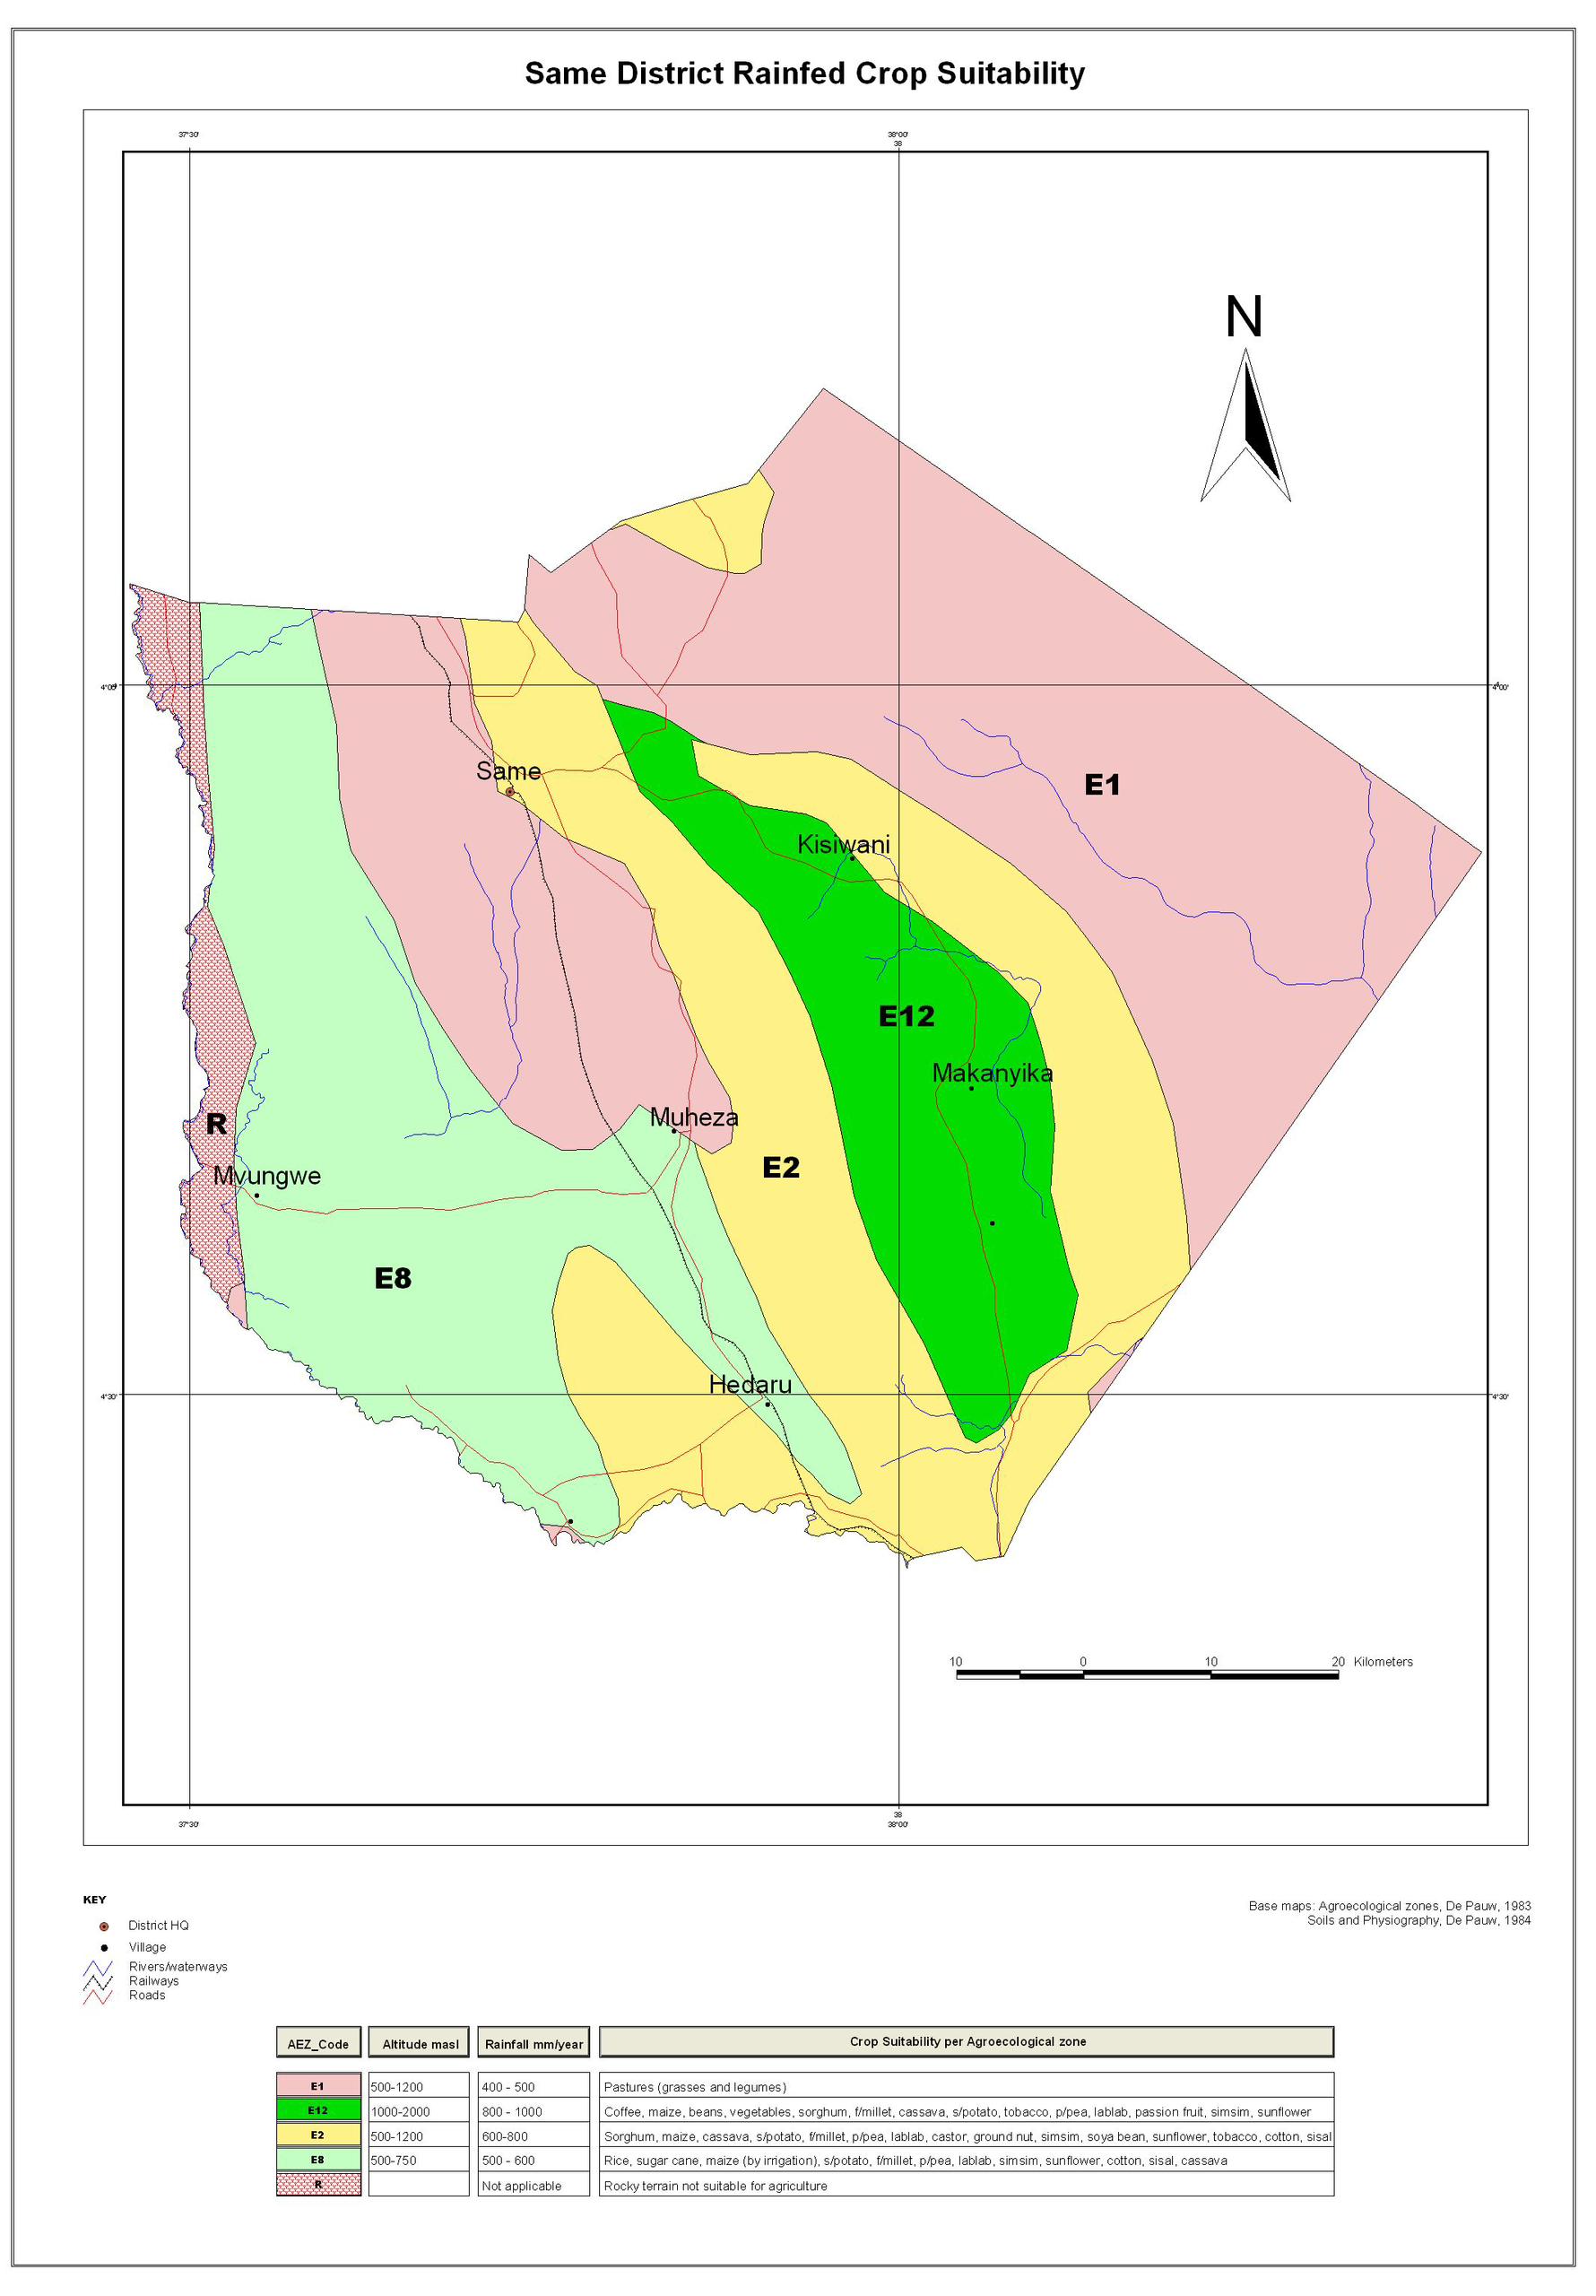 Same District Rainfed Crop Suitability
37°30'
38°00'
38
N
4°00'
4°00'
Same
E1
Kisiwani
E12
Makanyika
Muheza
R
E2
Mvungwe
E8
Hedaru
4°30'
4°30'
10 0 10 20 Kilometers
38
37°30'
38°00'
KEY
District HQ
Village
Rivers/waterways
Railways
Roads
Base maps: Agroecological zones, De Pauw, 1983
Soils and Physiography, De Pauw, 1984
AEZ_Code Altitude masl Rainfall mm/year Crop Suitability per Agroecological zone
E1 500-1200 400 - 500 Pastures (grasses and legumes)
E12 1000-2000 800 - 1000 Coffee, maize, beans, vegetables, sorghum, f/millet, cassava, s/potato, tobacco, p/pea, lablab, passion fruit, simsim, sunflower
E2 500-1200 600-800 Sorghum, maize, cassava, s/potato, f/millet, p/pea, lablab, castor, ground nut, simsim, soya bean, sunflower, tobacco, cotton, sisal
E8 500-750 500 - 600 Rice, sugar cane, maize (by irrigation), s/potato, f/millet, p/pea, lablab, simsim, sunflower, cotton, sisal, cassava
R Not applicable Rocky terrain not suitable for agriculture